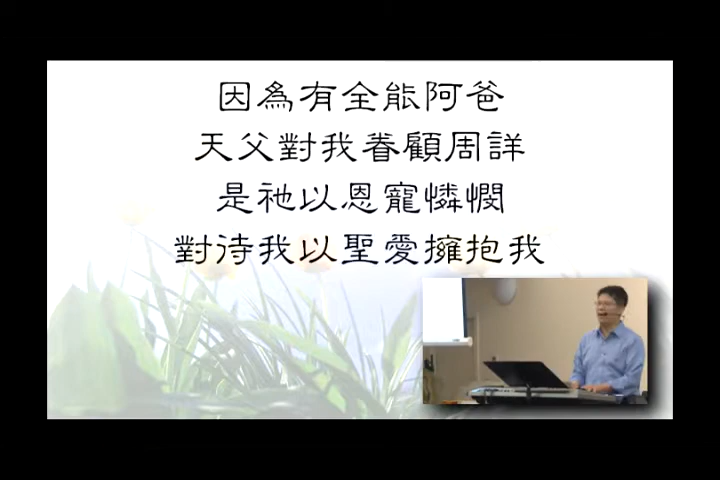 因為有全能阿爸
天父對我眷顧周詳
是祂以恩寵憐憫
對待我以聖愛擁抱我